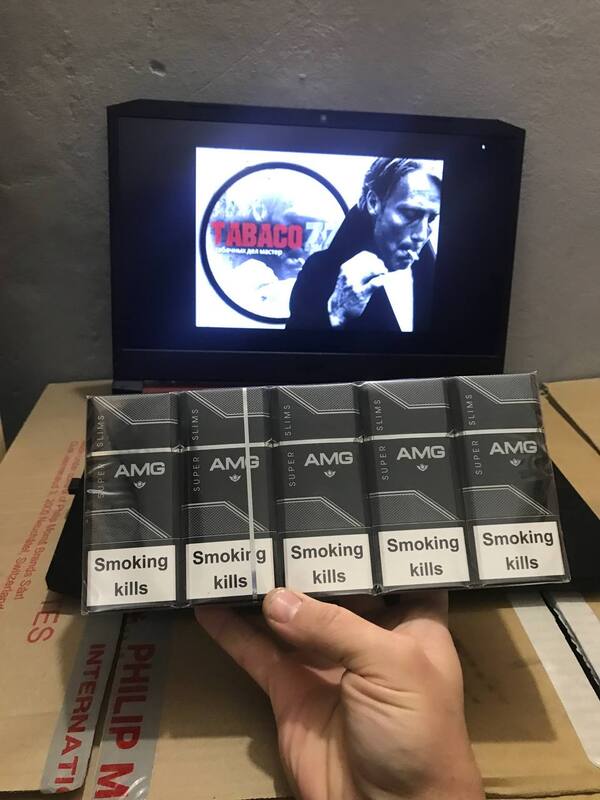 TABACO
табачных дел мастер
SUPER SLIMS
AMG
Smoking
kills
SUPER SLIMS
AMG
Smoking
kills
SUPER SLIMS
AMG
Smoking
kills
SUPER SLIMS
AMG
Smoking
kills
SUPER SLIMS
AMG
Smoking
kills
PHILIP M
INTERNATI